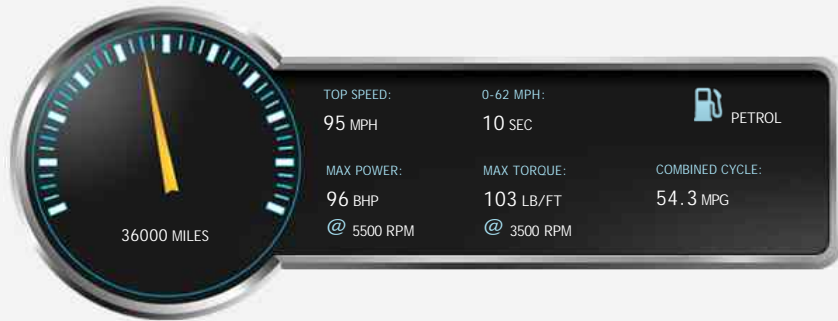 TOP SPEED:
95 MPH
0-62 MPH:
10 SEC
PETROL
MAX POWER:
96 BHP
@ 5500 RPM
MAX TORQUE:
103 LB/FT
@ 3500 RPM
COMBINED CYCLE:
54.3 MPG
36000 MILES